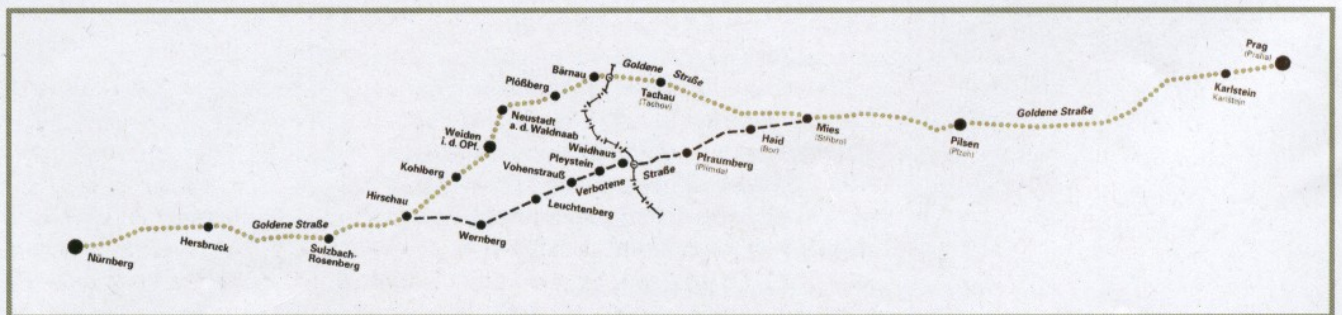 Prag
(Praha)
Karlstein
Karlštejn
Goldene Straße
Pilsen
(Plzeň)
Mies
(Stříbro)
Haid
(Bor)
Pfraumberg
(Přimda)
Goldene Straße
Tachau
(Tachov)
Bärnau
Plößberg
Neustadt
a. d. Waldnaab
Weiden
i. d. OPf.
Kohlberg
Hirschau
Waidhaus
Pleystein
Vohenstrauß
Verbotene Straße
Leuchtenberg
Wernberg
Goldene Straße
Sulzbach-
Rosenberg
Hersbruck
Nürnberg